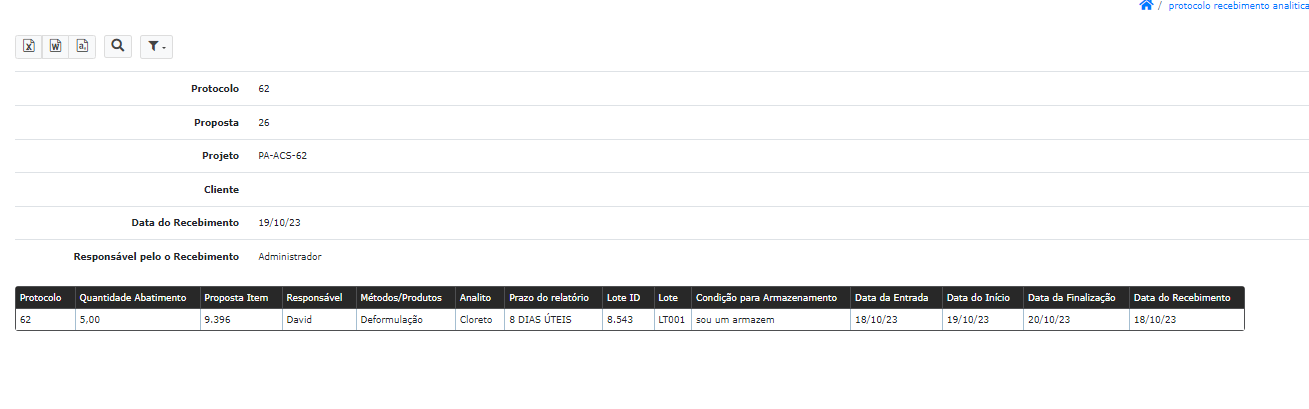 / protocolo recebimento analitica
Protocolo 62
Proposta 26
Projeto PA-ACS-62
Cliente
Data do Recebimento 19/10/23
Responsável pelo o Recebimento Administrador
Protocolo Quantidade Abatimento Proposta Item Responsável Métodos/Produtos Analito Prazo do relatório Lote ID Lote Condição para Armazenamento Data da Entrada Data do Início Data da Finalização Data do Recebimento
62 5,00 9.396 David Deformulação Cloreto 8 DIAS ÚTEIS 8.543 LT001 sou um armazem 18/10/23 19/10/23 20/10/23 18/10/23